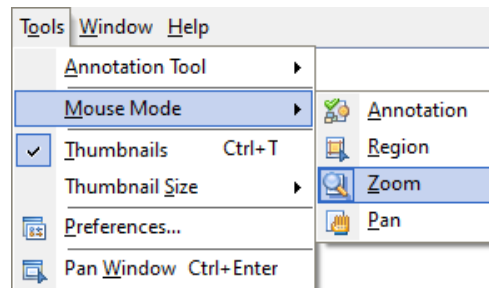 Tools Window Help
Annotation Tool
Mouse Mode
Thumbnails Ctrl+T
Thumbnail Size
Preferences...
Pan Window Ctrl+Enter
Annotation
Region
Zoom
Pan